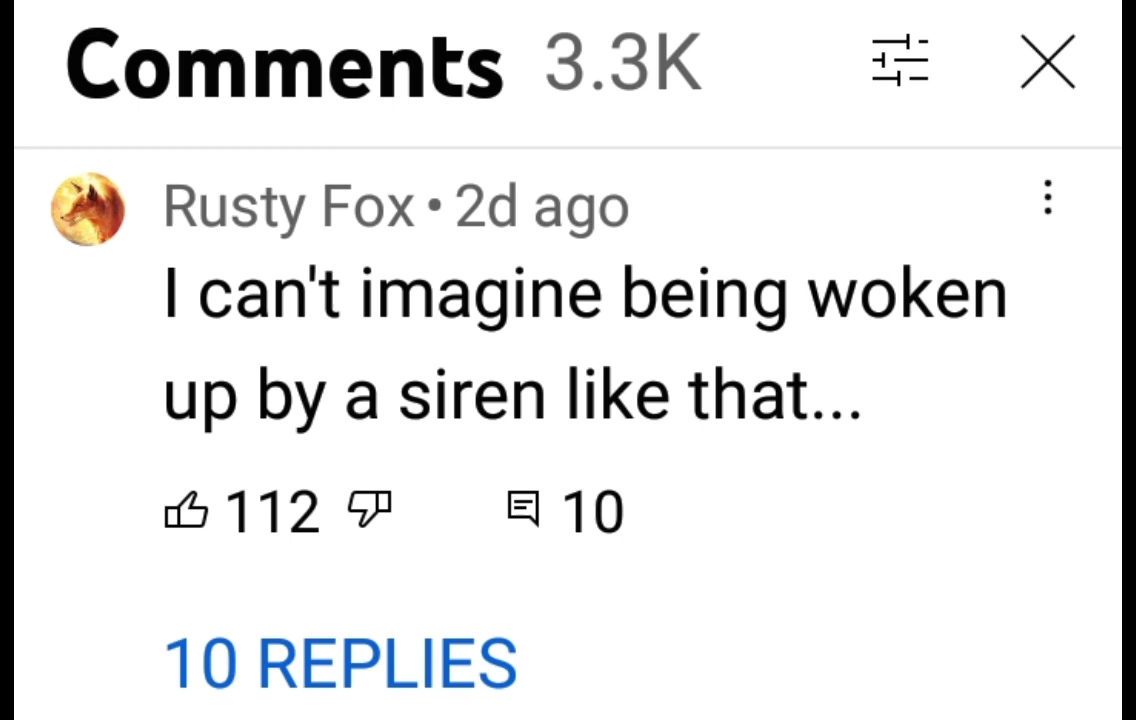 Comments 3.3K
Rusty Fox • 2d ago
I can't imagine being woken
up by a siren like that...
112 10
10 REPLIES